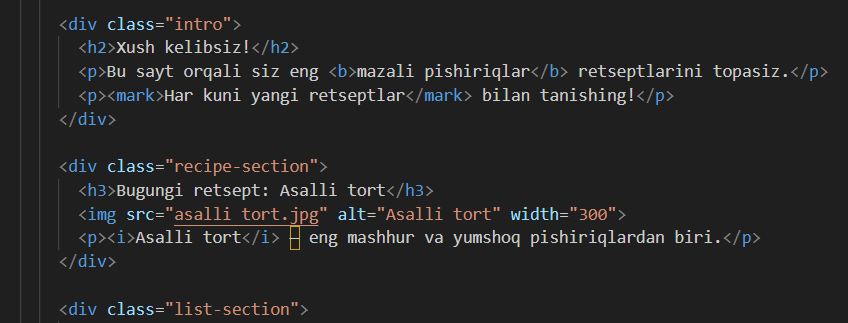 <div class="intro">
<h2>Xush kelibsiz!</h2>
<p>Bu sayt orqali siz eng <b>mazali pishiriqlar</b> retseptlarini topasiz.</p>
<p><mark>Har kuni yangi retseptlar</mark> bilan tanishing!</p>
</div>
<div class="recipe-section">
<h3>Bugungi retsept: Asalli tort</h3>
<img src="asalli tort.jpg" alt="Asalli tort" width="300">
<p><i>Asalli tort</i> – eng mashhur va yumshoq pishiriqlardan biri.</p>
</div>
<div class="list-section">